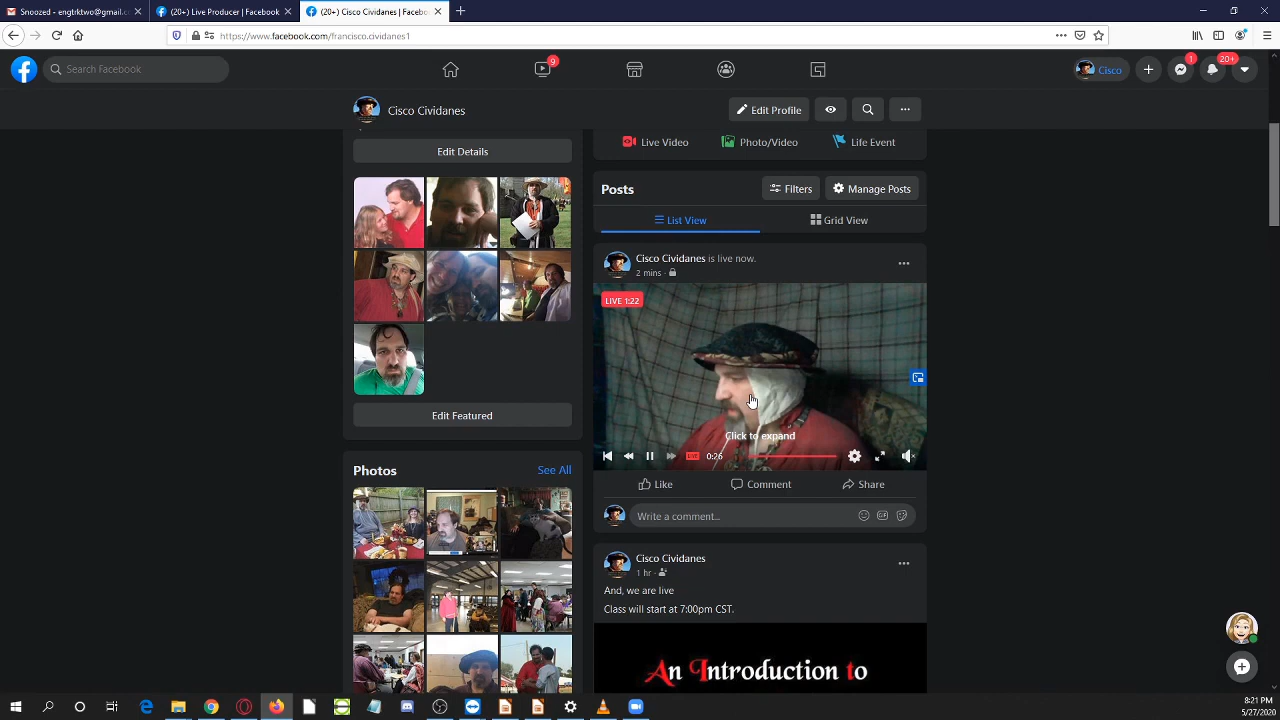 Snoozed - engtrktwo@gmail.c
(20+) Live Producer | Facebook
(20+) Cisco Cividanes | Facebo
https://www.facebook.com/francisco.cividanes1
Search Facebook
9
Cisco
1
20+
Cisco Cividanes
Edit Profile
Edit Details
Live Video
Photo/Video
Life Event
Posts
Filters
Manage Posts
List View
Grid View
Cisco Cividanes is live now.
2 mins ·
LIVE 1:22
Click to expand
LIVE
0:26
Like
Comment
Share
Write a comment...
GIF
Edit Featured
Photos
See All
Cisco Cividanes
1 hr ·
And, we are live
Class will start at 7:00pm CST.
An Introduction to
8:21 PM
5/27/2020